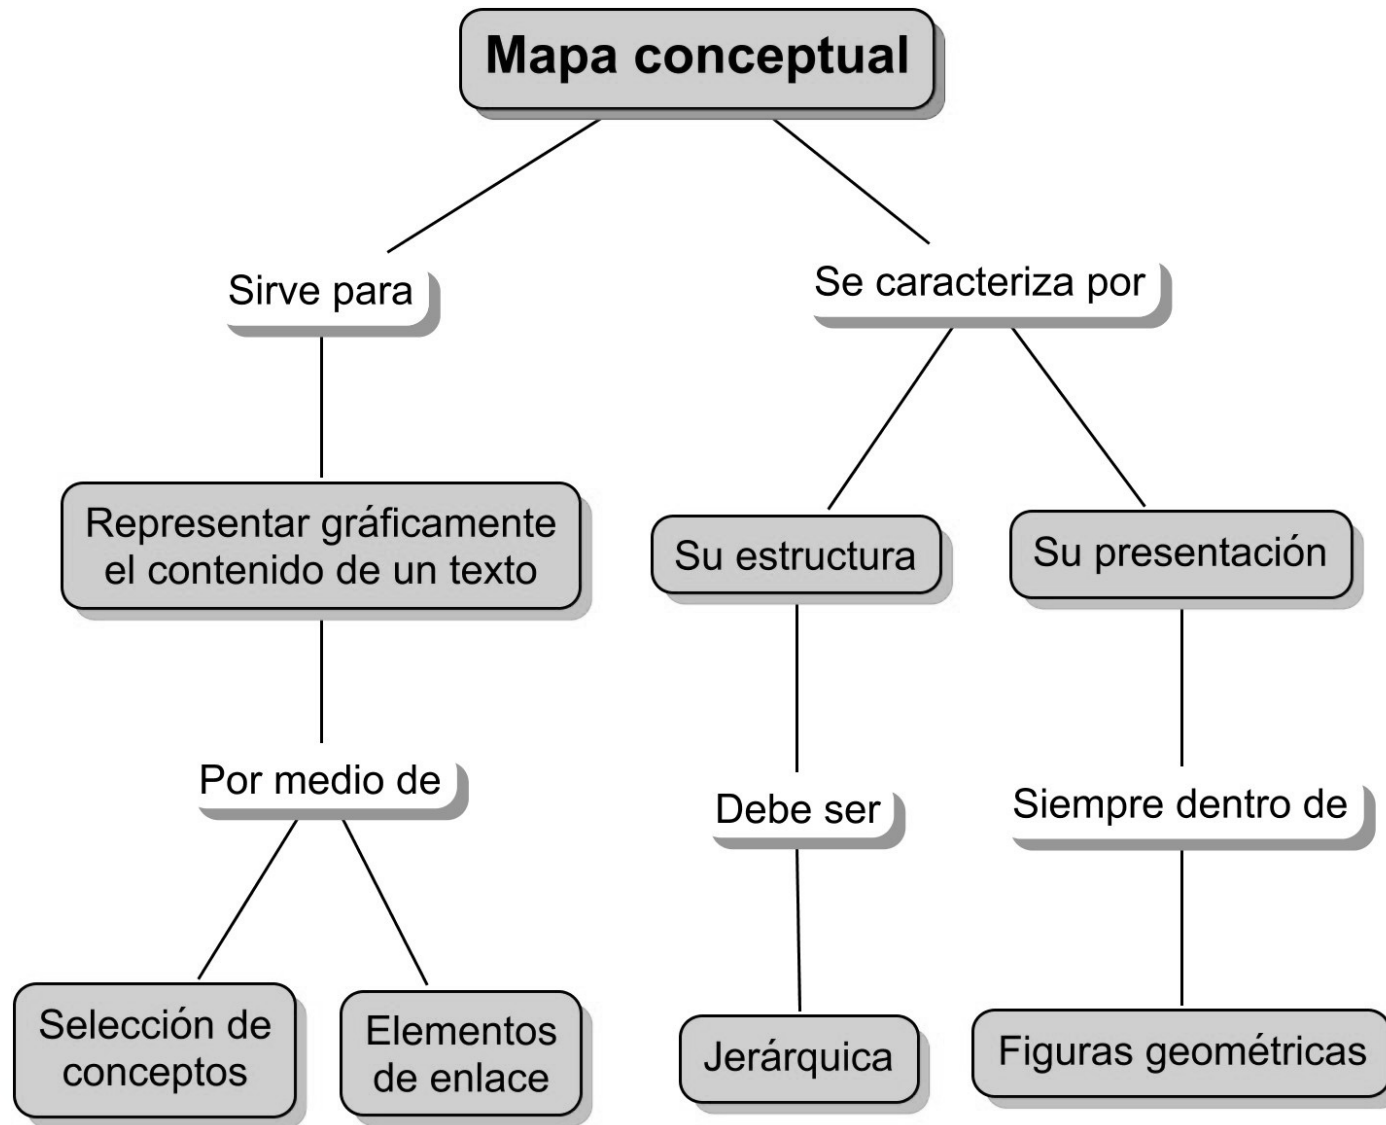 Mapa conceptual
Sirve para
Se caracteriza por
Representar gráficamente
el contenido de un texto
Su estructura
Su presentación
Por medio de
Debe ser
Siempre dentro de
Selección de
conceptos
Elementos
de enlace
Jerárquica
Figuras geométricas